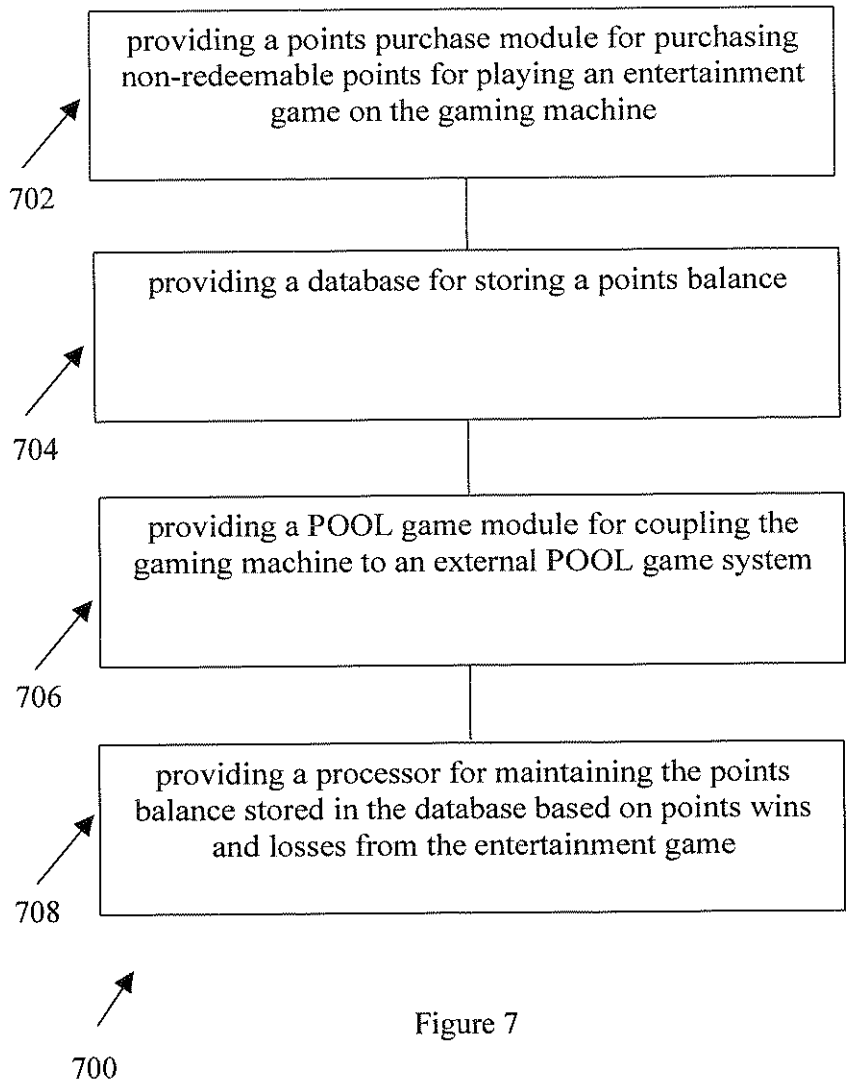 providing a points purchase module for purchasing
non-redeemable points for playing an entertainment
game on the gaming machine
702
providing a database for storing a points balance
704
providing a POOL game module for coupling the
gaming machine to an external POOL game system
706
providing a processor for maintaining the points
balance stored in the database based on points wins
and losses from the entertainment game
708
Figure 7
700